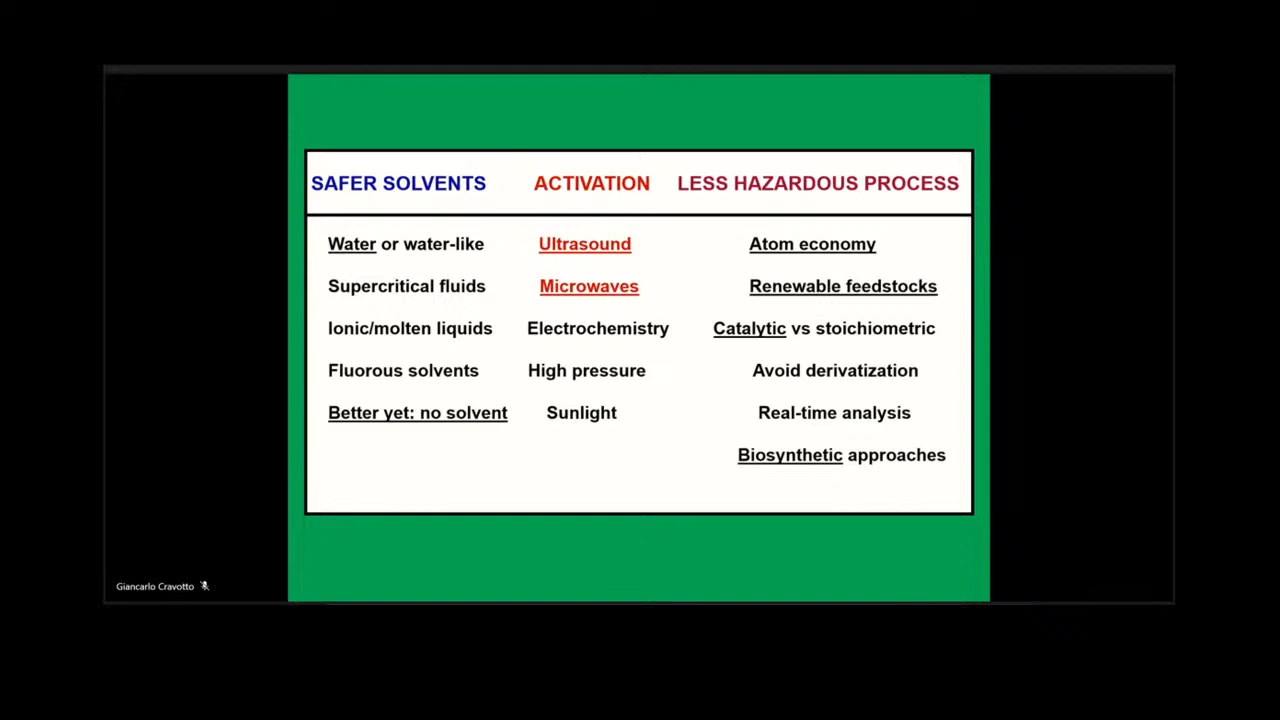 SAFER SOLVENTS ACTIVATION LESS HAZARDOUS PROCESS
Water or water-like Ultrasound Atom economy
Supercritical fluids Microwaves Renewable feedstocks
Ionic/molten liquids Electrochemistry Catalytic vs stoichiometric
Fluorous solvents High pressure Avoid derivatization
Better yet: no solvent Sunlight Real-time analysis
Biosynthetic approaches
Giancarlo Cravotto